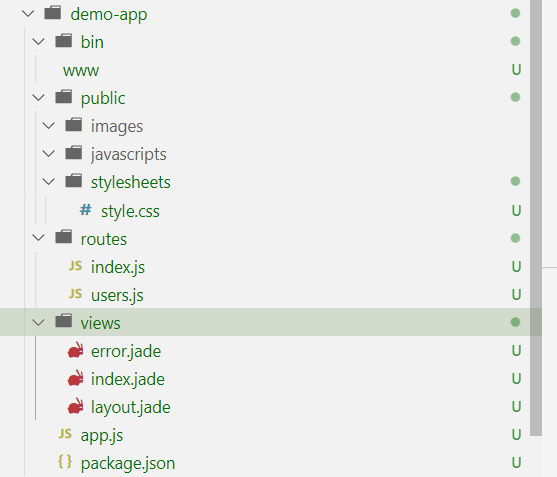 demo-app
bin
www U
public
images
javascripts
stylesheets
# style.css U
routes
JS index.js U
JS users.js U
views
error.jade U
index.jade U
layout.jade U
JS app.js U
{} package.json U